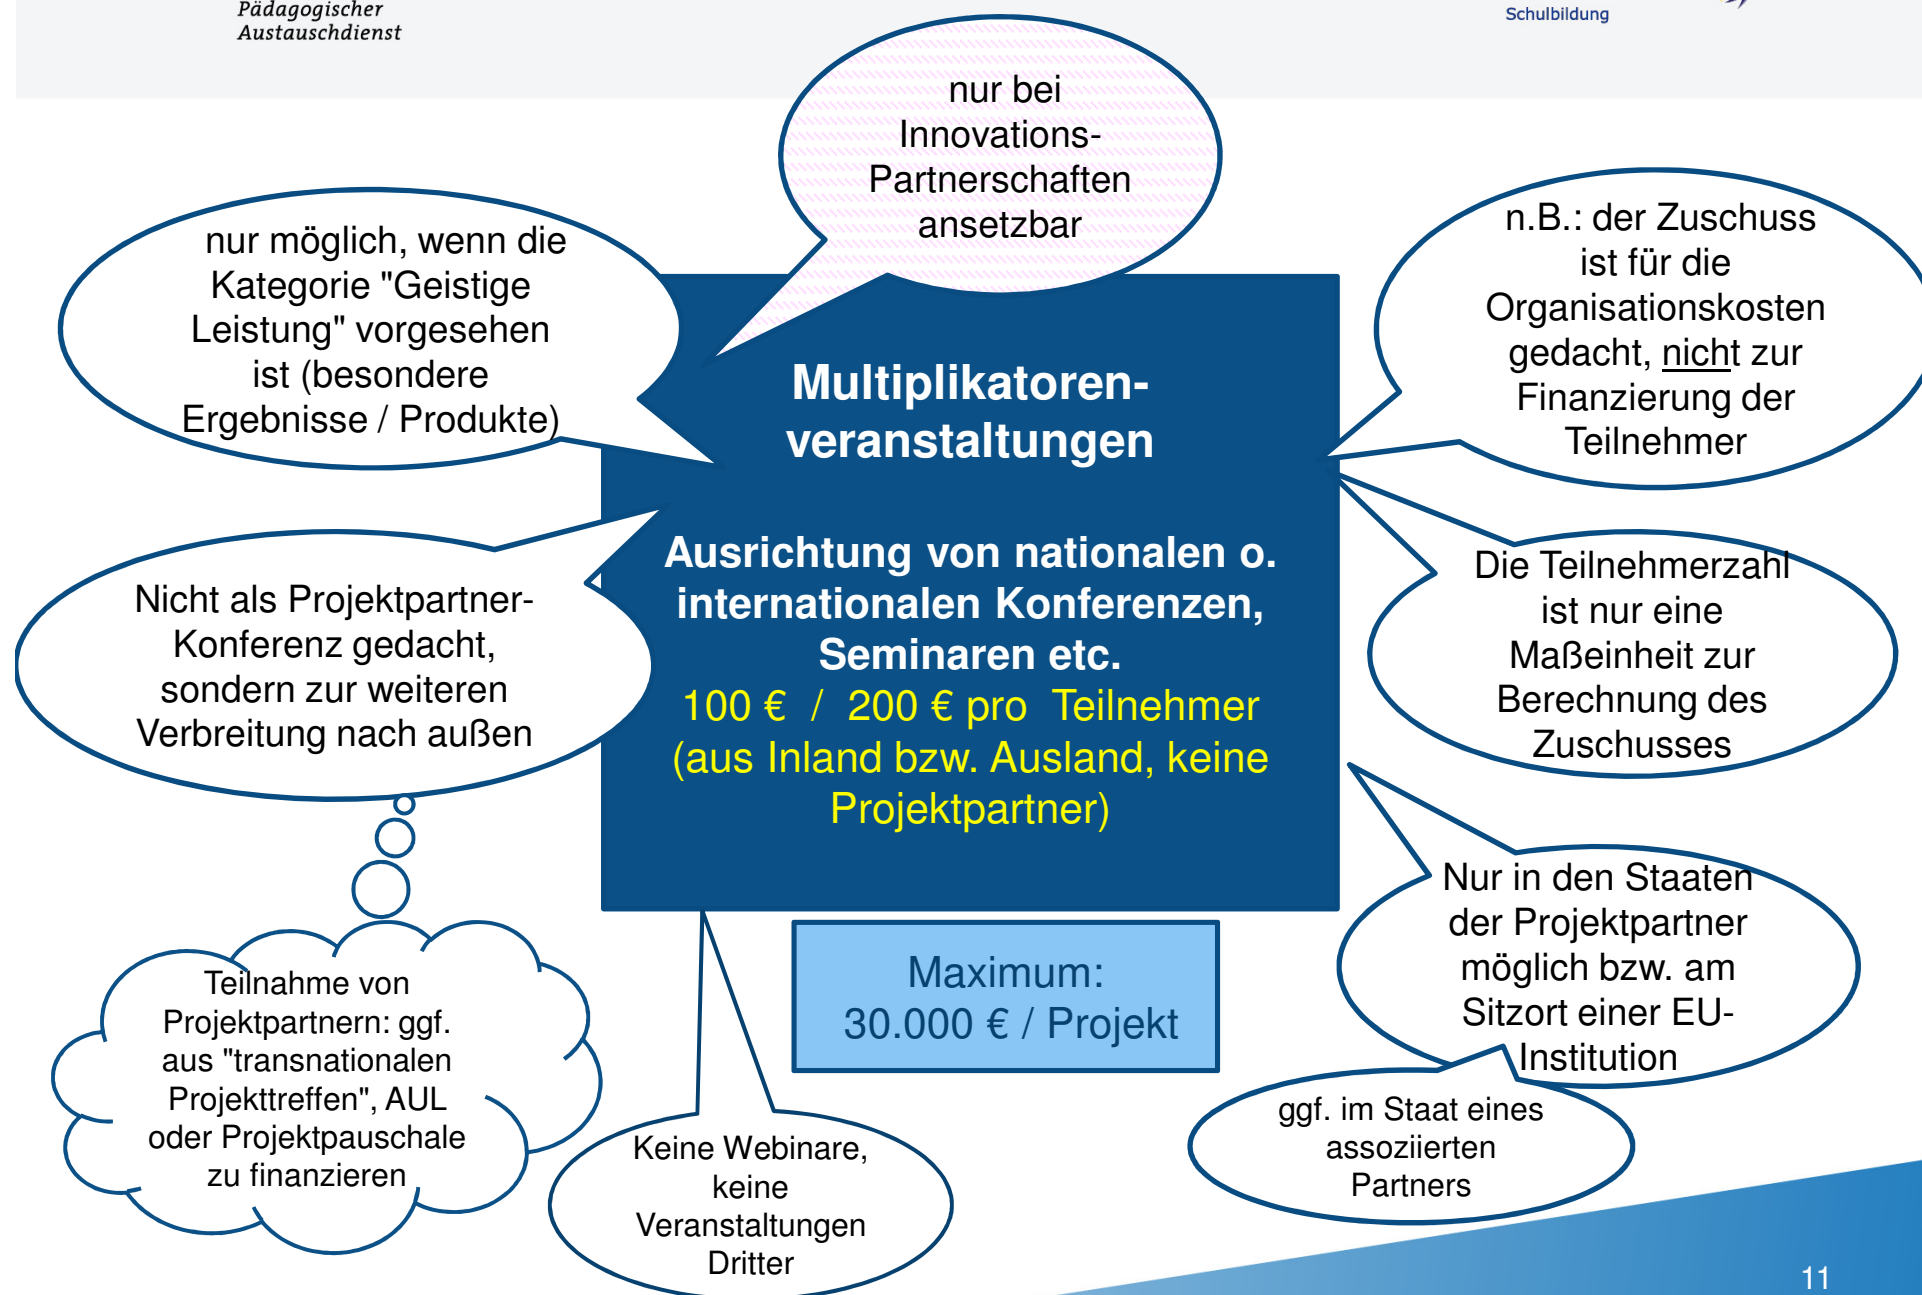 Pädagogischer
Austauschdienst
Schulbildung
nur bei
Innovations-
Partnerschaften
ansetzbar
nur möglich, wenn die
Kategorie "Geistige
Leistung" vorgesehen
ist (besondere
Ergebnisse / Produkte)
n.B.: der Zuschuss
ist für die
Organisationskosten
gedacht, nicht zur
Finanzierung der
Teilnehmer
Multiplikatoren-
veranstaltungen
Ausrichtung von nationalen o.
internationalen Konferenzen,
Seminaren etc.
100 € / 200 € pro Teilnehmer
(aus Inland bzw. Ausland, keine
Projektpartner)
Nicht als Projektpartner-
Konferenz gedacht,
sondern zur weiteren
Verbreitung nach außen
Die Teilnehmerzahl
ist nur eine
Maßeinheit zur
Berechnung des
Zuschusses
Nur in den Staaten
der Projektpartner
möglich bzw. am
Sitzort einer EU-
Institution
Maximum:
30.000 € / Projekt
Teilnahme von
Projektpartnern: ggf.
aus "transnationalen
Projekttreffen", AUL
oder Projektpauschale
zu finanzieren
ggf. im Staat eines
assoziierten
Partners
Keine Webinare,
keine
Veranstaltungen
Dritter
11